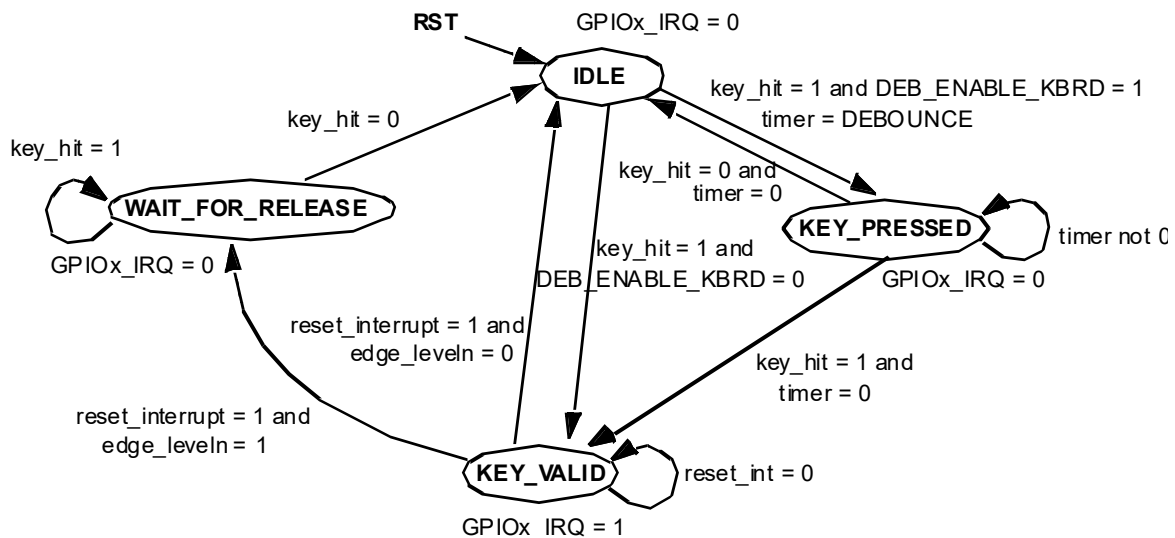 RST
GPIOx_IRQ = 0
IDLE
key_hit = 1 and DEB_ENABLE_KBRD = 1
timer = DEBOUNCE
key_hit = 0
key_hit = 1
key_hit = 0 and
timer = 0
WAIT_FOR_RELEASE
KEY_PRESSED
timer not 0
GPIOx_IRQ = 0
key_hit = 1 and
DEB_ENABLE_KBRD = 0
GPIOx_IRQ = 0
reset_interrupt = 1 and
edge_leveln = 0
key_hit = 1 and
timer = 0
reset_interrupt = 1 and
edge_leveln = 1
KEY_VALID
reset_int = 0
GPIOx_IRQ = 1